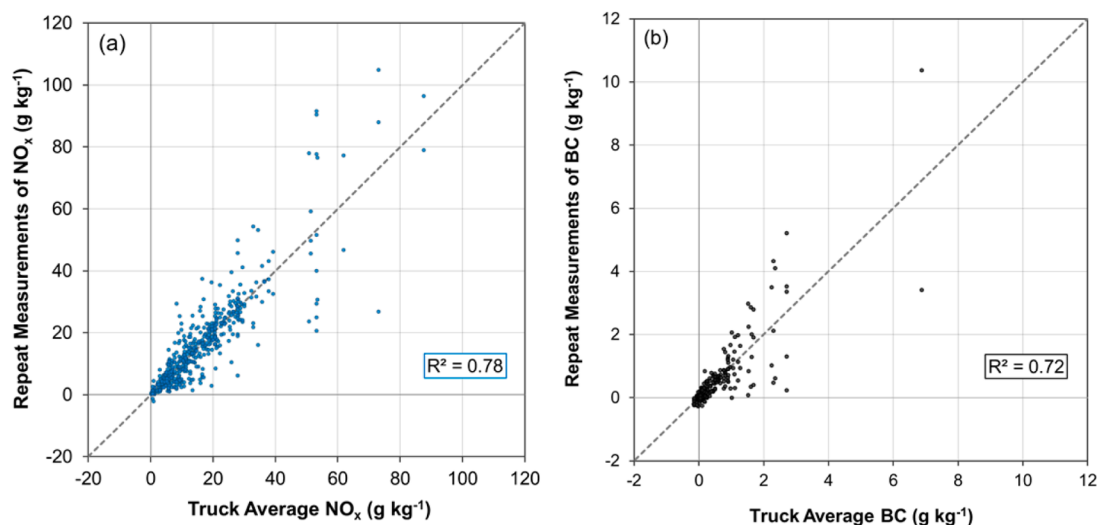 (a)
Repeat Measurements of NOₓ (g kg⁻¹)
120
100
80
60
40
20
0
-20
R² = 0.78
-20 0 20 40 60 80 100 120
Truck Average NOₓ (g kg⁻¹)
(b)
Repeat Measurements of BC (g kg⁻¹)
12
10
8
6
4
2
0
-2
R² = 0.72
-2 0 2 4 6 8 10 12
Truck Average BC (g kg⁻¹)